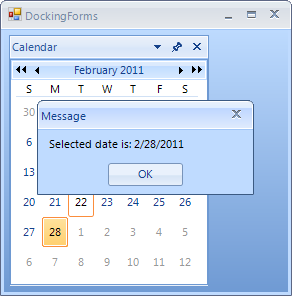 DockingForms
Calendar
February 2011
S M T W T F S
30
Message
6
Selected date is: 2/28/2011
13
OK
20 21 22 23 24 25 26
27 28 1 2 3 4 5
6 7 8 9 10 11 12